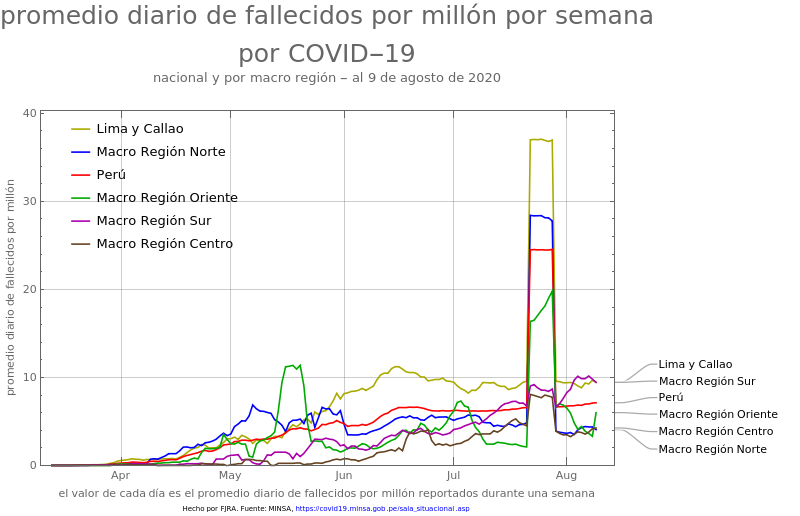 promedio diario de fallecidos por millón por semana
por COVID−19
nacional y por macro región − al 9 de agosto de 2020
promedio diario de fallecidos por millón
40
30
20
10
0
Lima y Callao
Macro Región Norte
Perú
Macro Región Oriente
Macro Región Sur
Macro Región Centro
Lima y Callao
Macro Región Sur
Perú
Macro Región Oriente
Macro Región Centro
Macro Región Norte
Apr May Jun Jul Aug
el valor de cada día es el promedio diario de fallecidos por millón reportados durante una semana
Hecho por FJRA. Fuente: MINSA, https://covid19.minsa.gob.pe/sala_situacional.asp